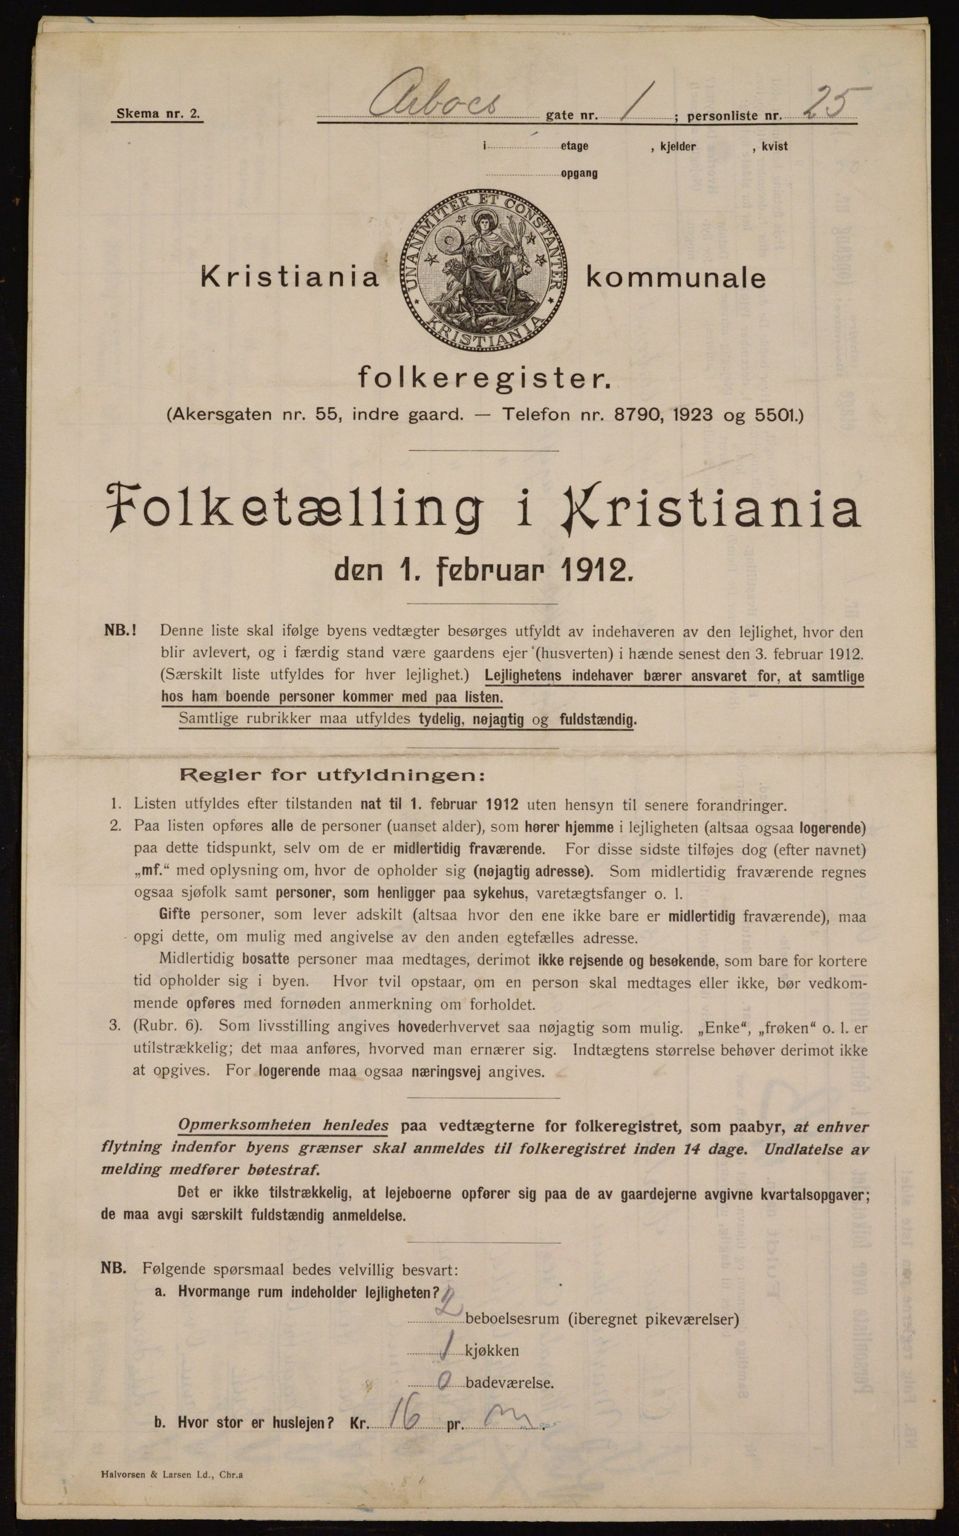 Skema nr. 2.
Arbocs gate nr. 1 ; personliste nr. 25
i etage , kjelder , kvist
opgang
UNANIMITER ET CONSTANTER
KRISTIANIA
Kristiania kommunale
folkeregister.
(Akersgaten nr. 55, indre gaard. — Telefon nr. 8790, 1923 og 5501.)
Folketælling i Kristiania
den 1. februar 1912.
NB.! Denne liste skal ifølge byens vedtægter besørges utfyldt av indehaveren av den lejlighet, hvor den
blir avlevert, og i færdig stand være gaardens ejer (husverten) i hænde senest den 3. februar 1912.
(Særskilt liste utfyldes for hver lejlighet.) Lejlighetens indehaver bærer ansvaret for, at samtlige
hos ham boende personer kommer med paa listen.
Samtlige rubrikker maa utfyldes tydelig, nøjagtig og fuldstændig.
Regler for utfyldningen:
1. Listen utfyldes efter tilstanden nat til 1. februar 1912 uten hensyn til senere forandringer.
2. Paa listen opføres alle de personer (uanset alder), som hører hjemme i lejligheten (altsaa ogsaa logerende)
paa dette tidspunkt, selv om de er midlertidig fraværende. For disse sidste tilføjes dog (efter navnet)
„mf.“ med oplysning om, hvor de opholder sig (nøjagtig adresse). Som midlertidig fraværende regnes
ogsaa sjøfolk samt personer, som henligger paa sykehus, varetægtsfanger o. l.
Gifte personer, som lever adskilt (altsaa hvor den ene ikke bare er midlertidig fraværende), maa
opgi dette, om mulig med angivelse av den anden egtefælles adresse.
Midlertidig bosatte personer maa medtages, derimot ikke rejsende og besøkende, som bare for kortere
tid opholder sig i byen. Hvor tvil opstaar, om en person skal medtages eller ikke, bør vedkom-
mende opføres med fornøden anmerkning om forholdet.
3. (Rubr. 6). Som livsstilling angives hovederhvervet saa nøjagtig som mulig. „Enke“, „frøken“ o. l. er
utilstrækkelig; det maa anføres, hvorved man ernærer sig. Indtægtens størrelse behøver derimot ikke
at opgives. For logerende maa ogsaa næringsvej angives.
Opmerksomheten henledes paa vedtægterne for folkeregistret, som paabyr, at enhver
flytning indenfor byens grænser skal anmeldes til folkeregistret inden 14 dage. Undlatelse av
melding medfører bøtestraf.
Det er ikke tilstrækkelig, at lejeboerne opfører sig paa de av gaardejerne avgivne kvartalsopgaver;
de maa avgi særskilt fuldstændig anmeldelse.
NB. Følgende spørsmaal bedes velvillig besvart:
a. Hvormange rum indeholder lejligheten?
2 beboelsesrum (iberegnet pikeværelser)
1 kjøkken
0 badeværelse.
b. Hvor stor er huslejen? Kr. 16 pr. m.
Halvorsen & Larsen Ld., Chr.a